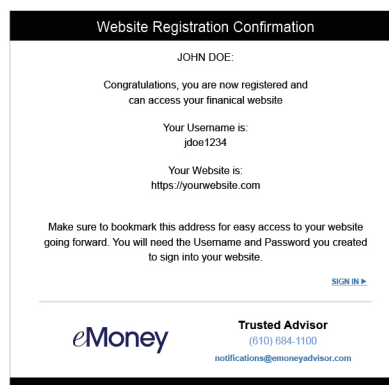 Website Registration Confirmation
JOHN DOE:
Congratulations, you are now registered and
can access your finanical website
Your Username is:
jdoe1234
Your Website is:
https://yourwebsite.com
Make sure to bookmark this address for easy access to your website
going forward. You will need the Username and Password you created
to sign into your website.
SIGN IN ►
eMoney
Trusted Advisor
(610) 684-1100
notifications@emoneyadvisor.com